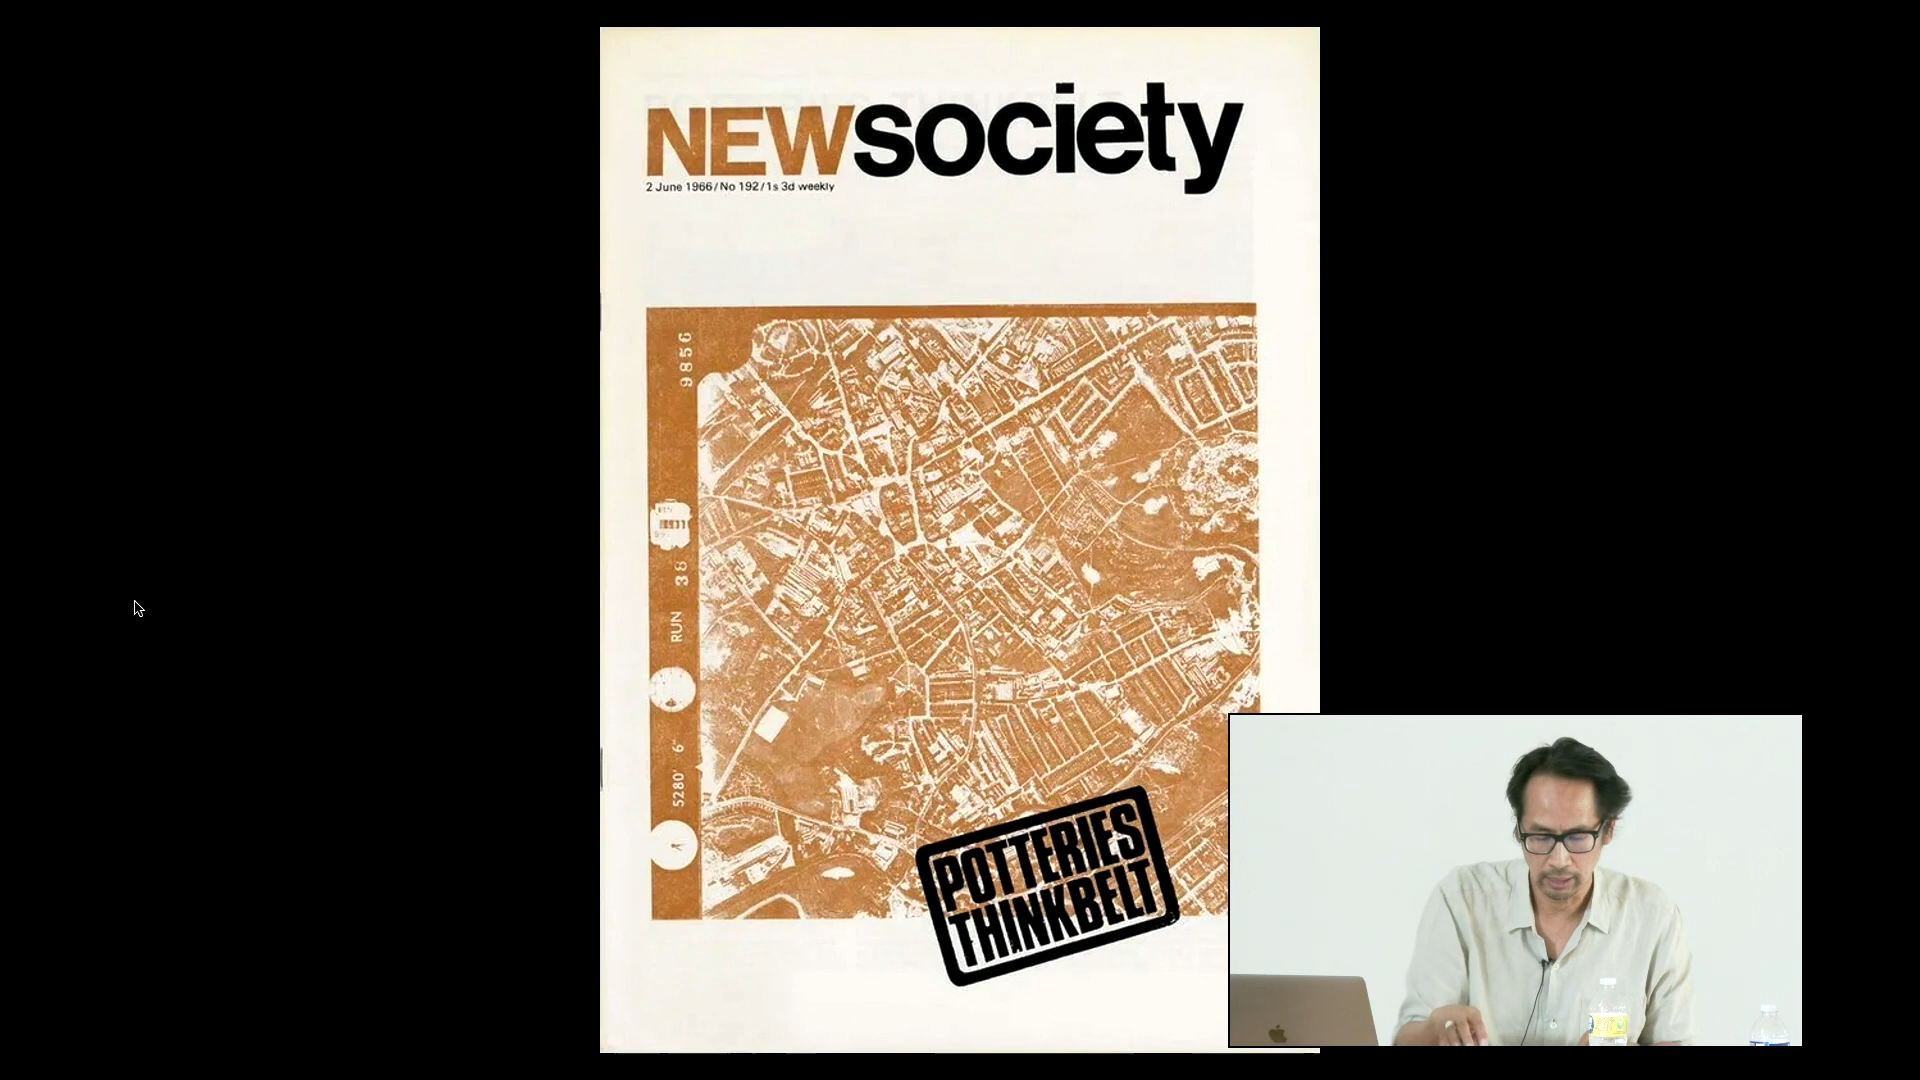 NEWsociety
2 June 1966/No 192/1s 3d weekly
9856
RUN 38
5280' 6"
POTTERIES
THINKBELT